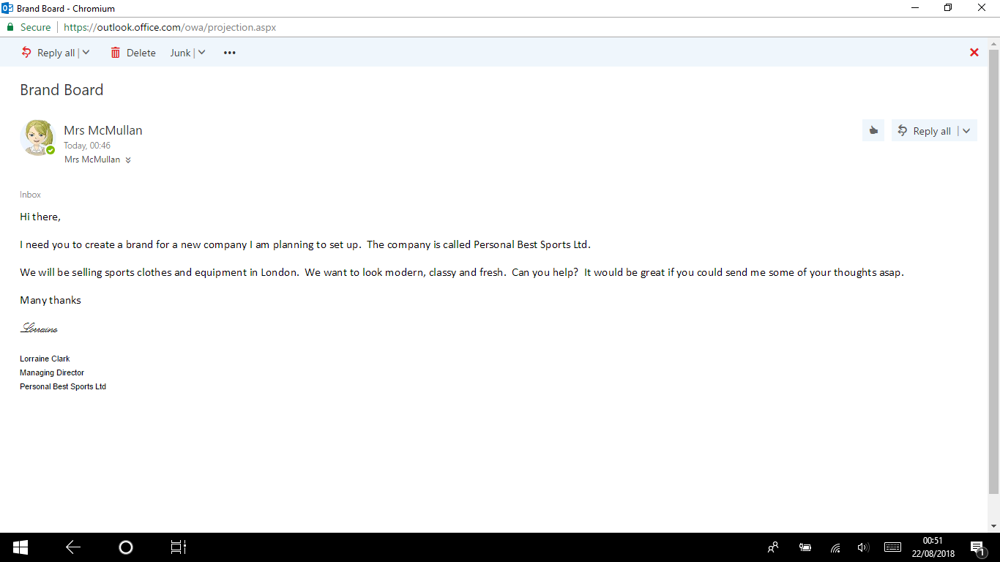 Brand Board - Chromium
Secure | https://outlook.office.com/owa/projection.aspx
Reply all | Delete Junk | •••
Brand Board
Mrs McMullan
Today, 00:46
Mrs McMullan
Reply all |
Inbox
Hi there,
I need you to create a brand for a new company I am planning to set up. The company is called Personal Best Sports Ltd.
We will be selling sports clothes and equipment in London. We want to look modern, classy and fresh. Can you help? It would be great if you could send me some of your thoughts asap.
Many thanks
Lorraine
Lorraine Clark
Managing Director
Personal Best Sports Ltd
00:51
22/08/2018
1